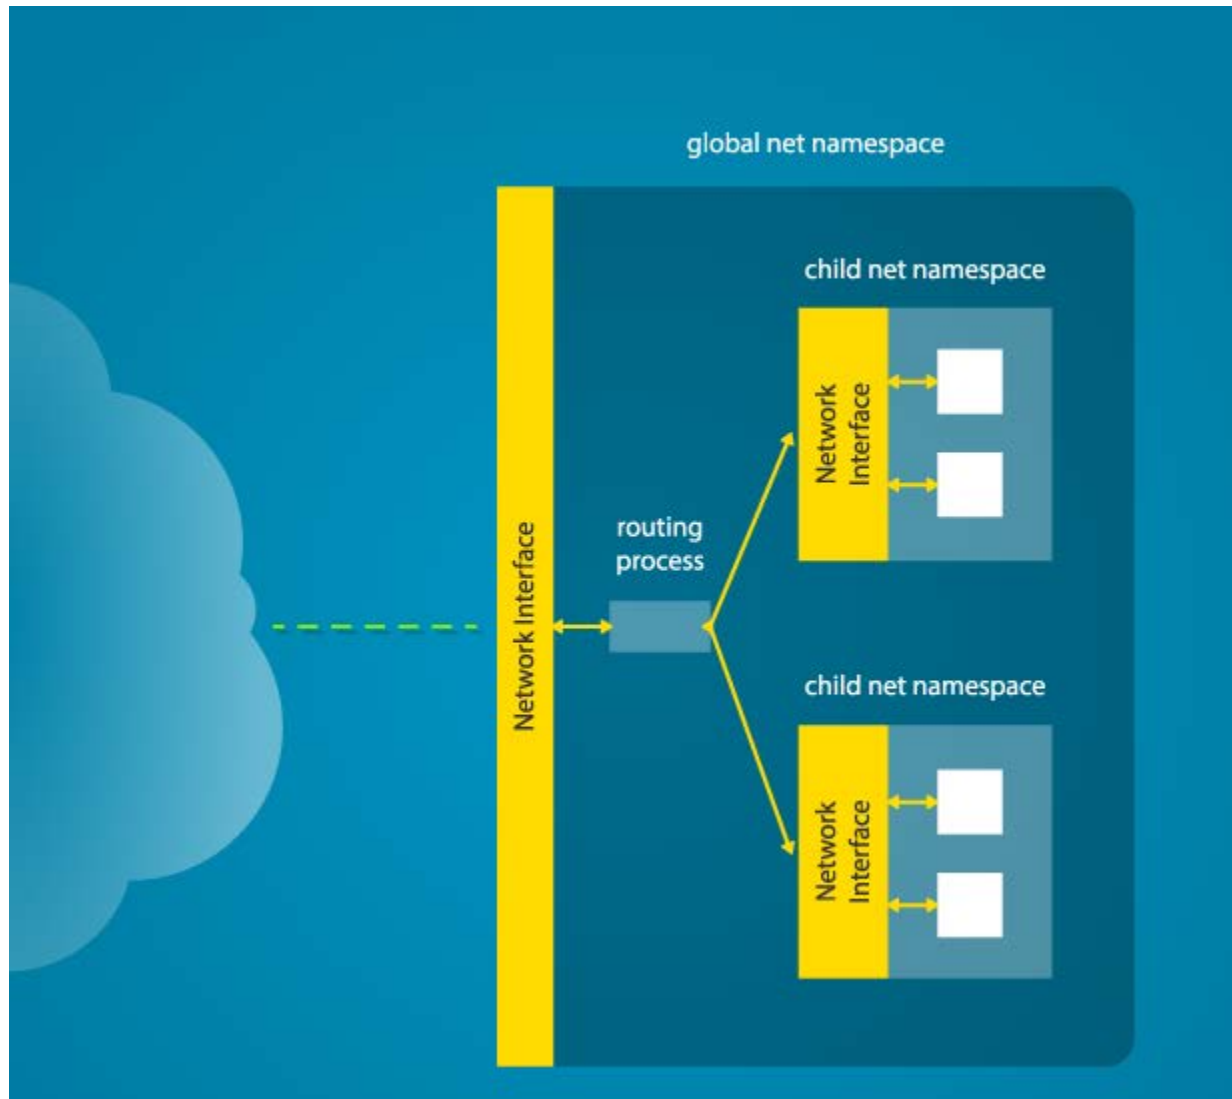 global net namespace
child net namespace
Network
Interface
routing
process
Network Interface
child net namespace
Network
Interface